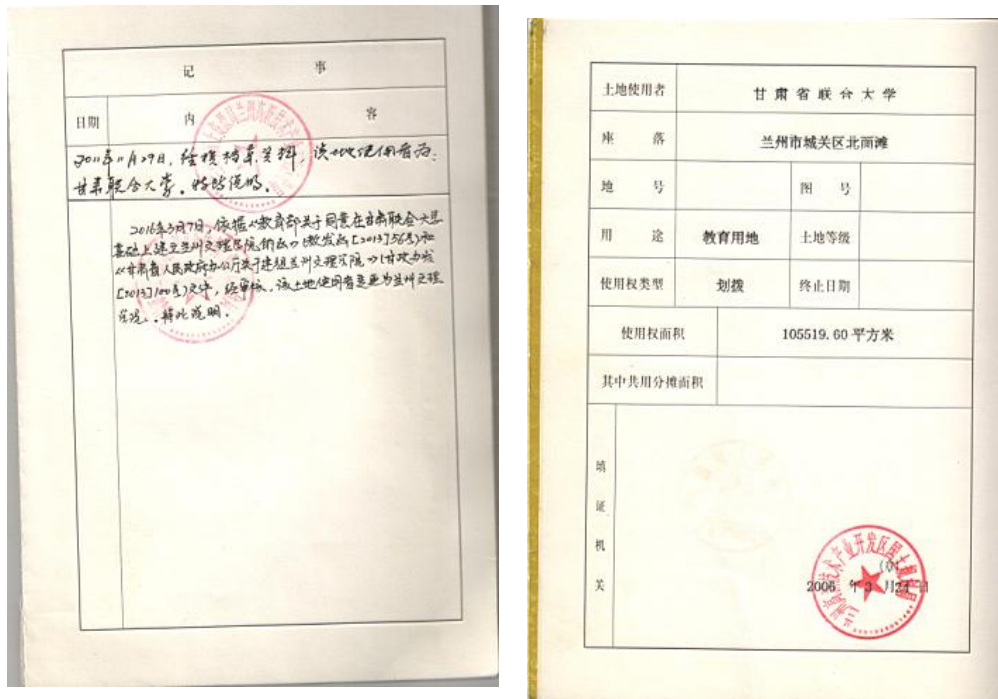 记 事
日期 内 容
2011年11月29日,经核档案资料,该地使用者为:
甘肃联合大学。特此说明。
2016年3月7日,依据《教育部关于同意在甘肃联合大学
基础上建立兰州文理学院的函》(教发函[2013]56号)和
《甘肃省人民政府办公厅关于建立兰州文理学院》(甘政办发
[2013]100号)文件,经审核,该土地使用者变更为兰州文理
学院。特此说明。
土地使用者 甘肃省联合大学
座 落 兰州市城关区北面滩
地 号 图 号
用 途 教育用地 土地等级
使用权类型 划拨 终止日期
使用权面积 105519.60平方米
其中共用分摊面积
填证机关
(章)
2006 年 3 月24日